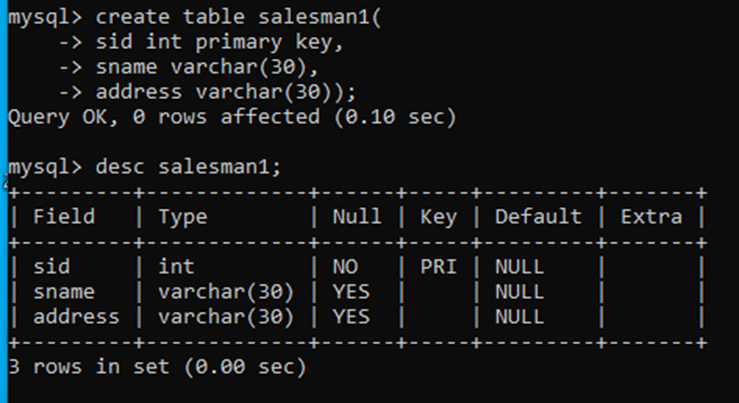 mysql> create table salesman1(
    -> sid int primary key,
    -> sname varchar(30),
    -> address varchar(30));
Query OK, 0 rows affected (0.10 sec)

mysql> desc salesman1;
+---------+-------------+------+-----+---------+-------+
| Field   | Type        | Null | Key | Default | Extra |
+---------+-------------+------+-----+---------+-------+
| sid     | int         | NO   | PRI | NULL    |       |
| sname   | varchar(30) | YES  |     | NULL    |       |
| address | varchar(30) | YES  |     | NULL    |       |
+---------+-------------+------+-----+---------+-------+
3 rows in set (0.00 sec)